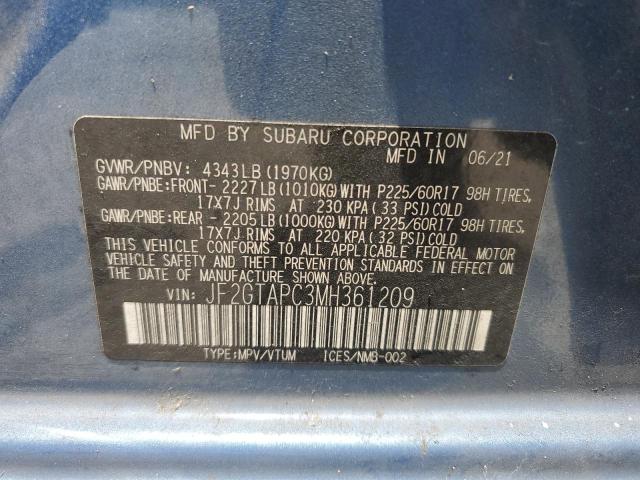 MFD BY SUBARU CORPORATION
MFD IN 06/21
GVWR/PNBV: 4343LB(1970KG)
GAWR/PNBE:FRONT- 2227LB(1010KG)WITH P225/60R17 98H TIRES,
17X7J RIMS AT 230 KPA(33 PSI)COLD
GAWR/PNBE:REAR - 2205LB(1000KG)WITH P225/60R17 98H TIRES,
17X7J RIMS AT 220 KPA(32 PSI)COLD
THIS VEHICLE CONFORMS TO ALL APPLICABLE FEDERAL MOTOR
VEHICLE SAFETY AND THEFT PREVENTION STANDARDS IN EFFECT
ON THE DATE OF MANUFACTURE SHOWN ABOVE.
VIN: JF2GTAPC3MH361209
TYPE:MPV/VTUM ICES/NMB-002